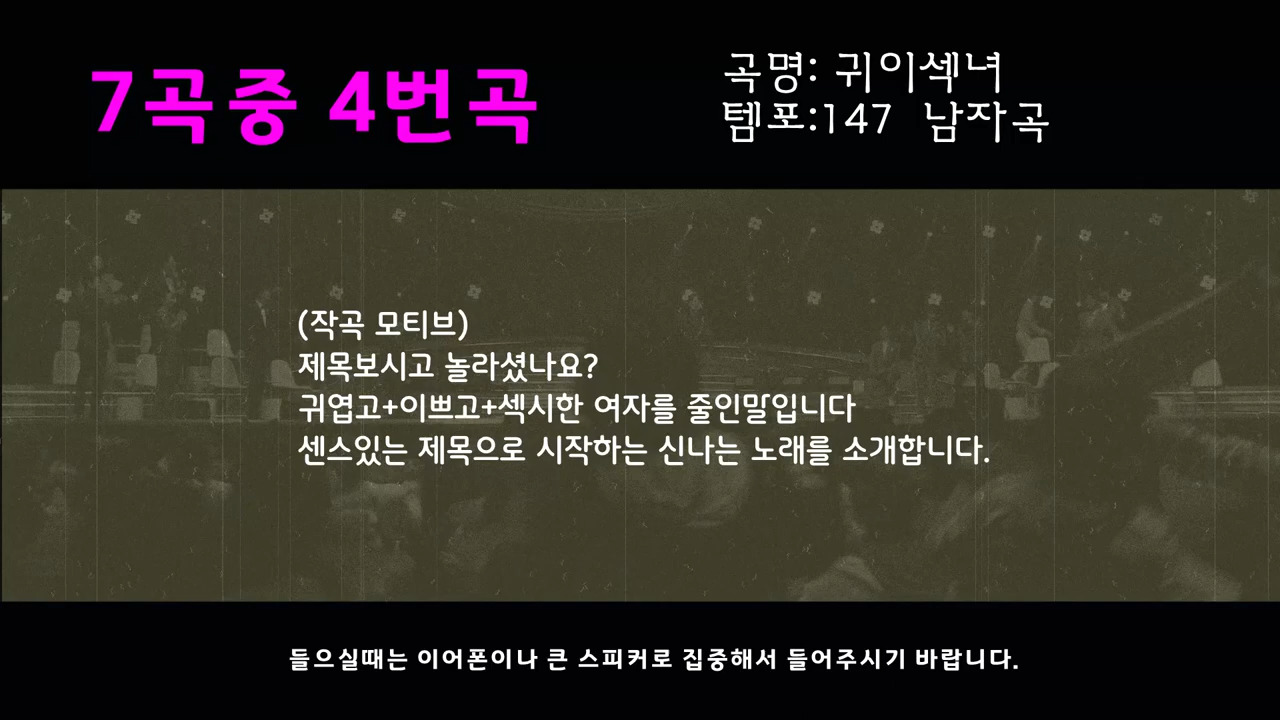 7곡중 4번곡
곡명: 귀이섹녀
템포:147 남자곡
(작곡 모티브)
제목보시고 놀라셨나요?
귀엽고+이쁘고+섹시한 여자를 줄인말입니다
센스있는 제목으로 시작하는 신나는 노래를 소개합니다.
들으실때는 이어폰이나 큰 스피커로 집중해서 들어주시기 바랍니다.